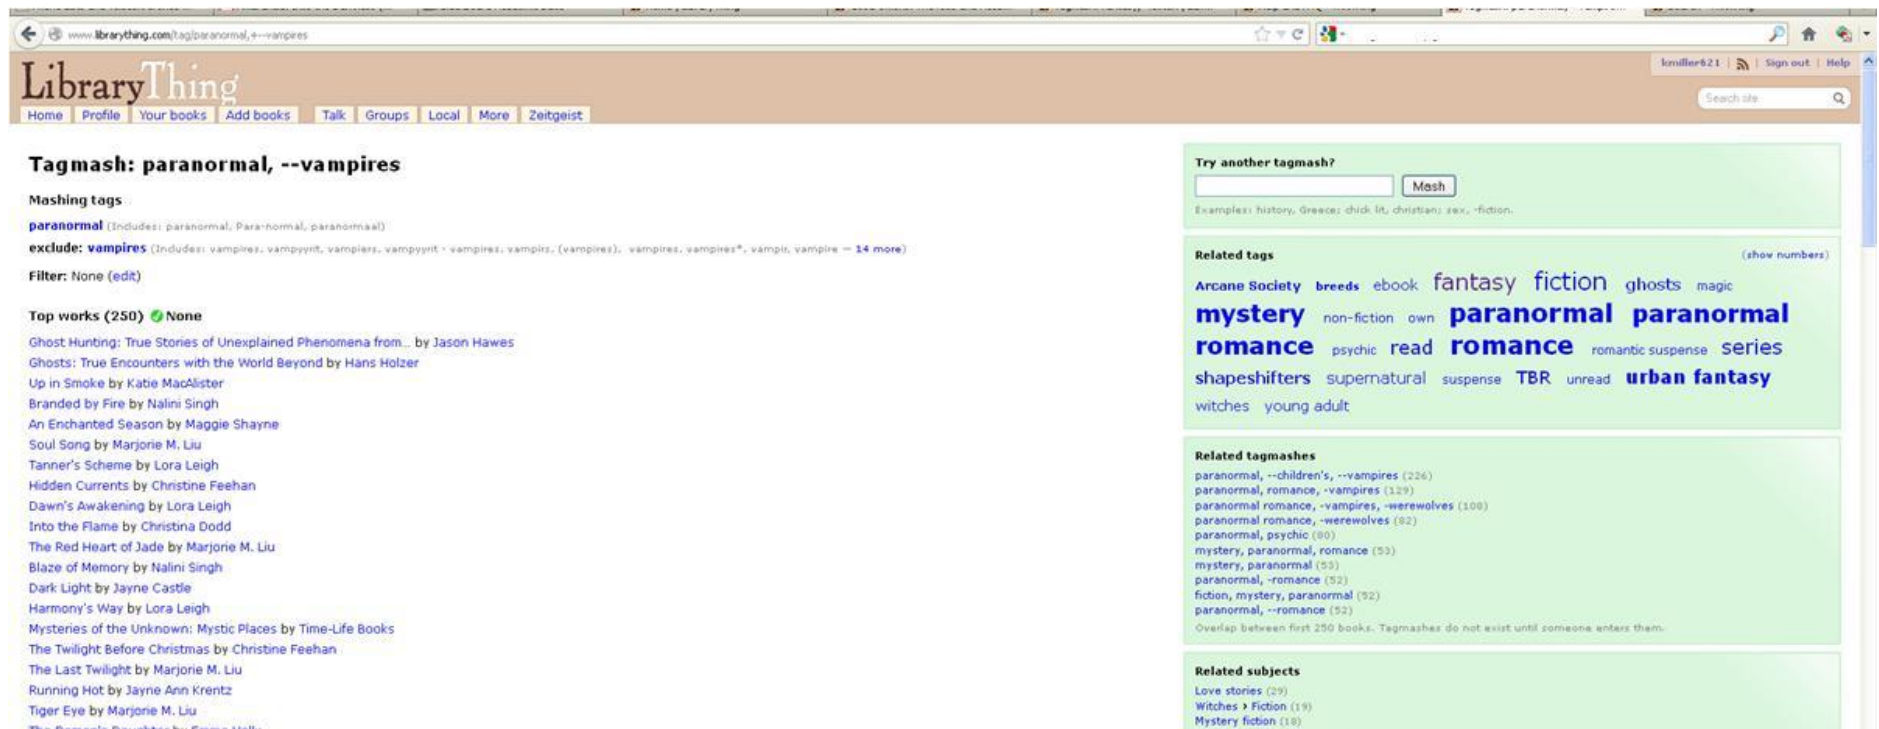 www.librarything.com/tag/paranormal,+--vampires
LibraryThing
kmiller621 | Sign out | Help
Search site
Home Profile Your books Add books Talk Groups Local More Zeitgeist
Tagmash: paranormal, --vampires
Mashing tags
paranormal (Includes: paranormal, Para-normal, paranormaal)
exclude: vampires (Includes: vampires, vampyyrit, vampiers, vampyyrit - vampires, vampirs, (vampires), vampires, vampires*, vampir, vampire — 14 more)
Filter: None (edit)
Top works (250) None
Ghost Hunting: True Stories of Unexplained Phenomena from... by Jason Hawes
Ghosts: True Encounters with the World Beyond by Hans Holzer
Up in Smoke by Katie MacAlister
Branded by Fire by Nalini Singh
An Enchanted Season by Maggie Shayne
Soul Song by Marjorie M. Liu
Tanner's Scheme by Lora Leigh
Hidden Currents by Christine Feehan
Dawn's Awakening by Lora Leigh
Into the Flame by Christina Dodd
The Red Heart of Jade by Marjorie M. Liu
Blaze of Memory by Nalini Singh
Dark Light by Jayne Castle
Harmony's Way by Lora Leigh
Mysteries of the Unknown: Mystic Places by Time-Life Books
The Twilight Before Christmas by Christine Feehan
The Last Twilight by Marjorie M. Liu
Running Hot by Jayne Ann Krentz
Tiger Eye by Marjorie M. Liu
Try another tagmash?
Mash
Examples: history, Greece; chick lit, christian; sex, -fiction.
Related tags (show numbers)
Arcane Society breeds ebook fantasy fiction ghosts magic
mystery non-fiction own paranormal paranormal
romance psychic read romance romantic suspense series
shapeshifters supernatural suspense TBR unread urban fantasy
witches young adult
Related tagmashes
paranormal, --children's, --vampires (226)
paranormal, romance, -vampires (129)
paranormal romance, -vampires, -werewolves (108)
paranormal romance, -werewolves (82)
paranormal, psychic (80)
mystery, paranormal, romance (53)
mystery, paranormal (53)
paranormal, -romance (52)
fiction, mystery, paranormal (52)
paranormal, --romance (52)
Overlap between first 250 books. Tagmashes do not exist until someone enters them.
Related subjects
Love stories (29)
Witches › Fiction (19)
Mystery fiction (18)